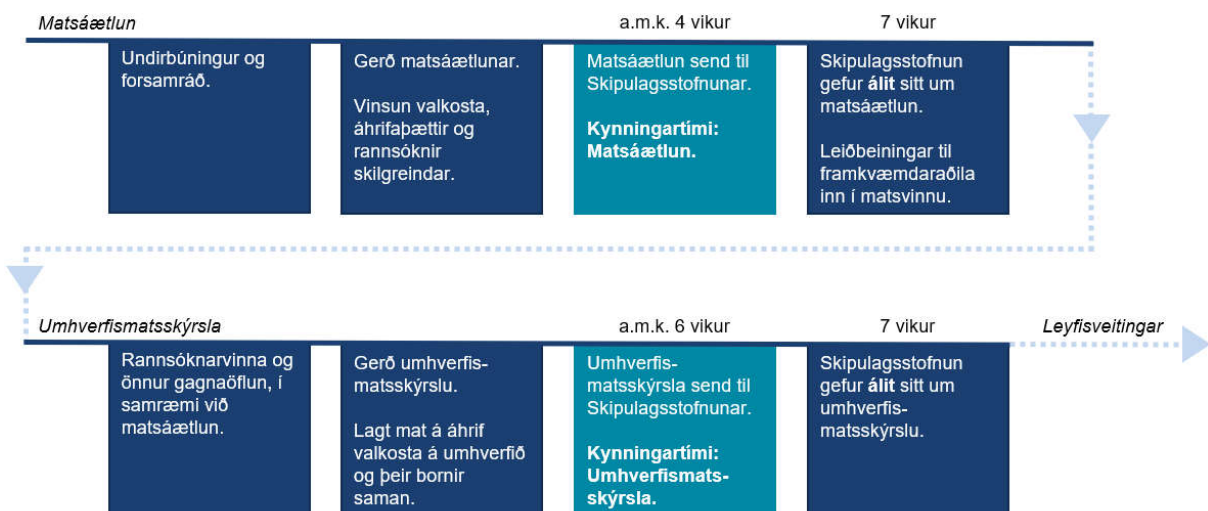 Matsáætlun
a.m.k. 4 vikur
7 vikur
Undirbúningur og
forsamráð.
Gerð matsáætlunar.
Vinsun valkosta,
áhrifaþættir og
rannsóknir
skilgreindar.
Matsáætlun send til
Skipulagsstofnunar.
Kynningartími:
Matsáætlun.
Skipulagsstofnun
gefur álit sitt um
matsáætlun.
Leiðbeiningar til
framkvæmdaraðila
inn í matsvinnu.
Umhverfismatsskýrsla
a.m.k. 6 vikur
7 vikur
Leyfisveitingar
Rannsóknarvinna og
önnur gagnaöflun, í
samræmi við
matsáætlun.
Gerð umhverfis-
matsskýrslu.
Lagt mat á áhrif
valkosta á umhverfið
og þeir bornir
saman.
Umhverfis-
matsskýrsla send til
Skipulagsstofnunar.
Kynningartími:
Umhverfismats-
skýrsla.
Skipulagsstofnun
gefur álit sitt um
umhverfis-
matsskýrslu.